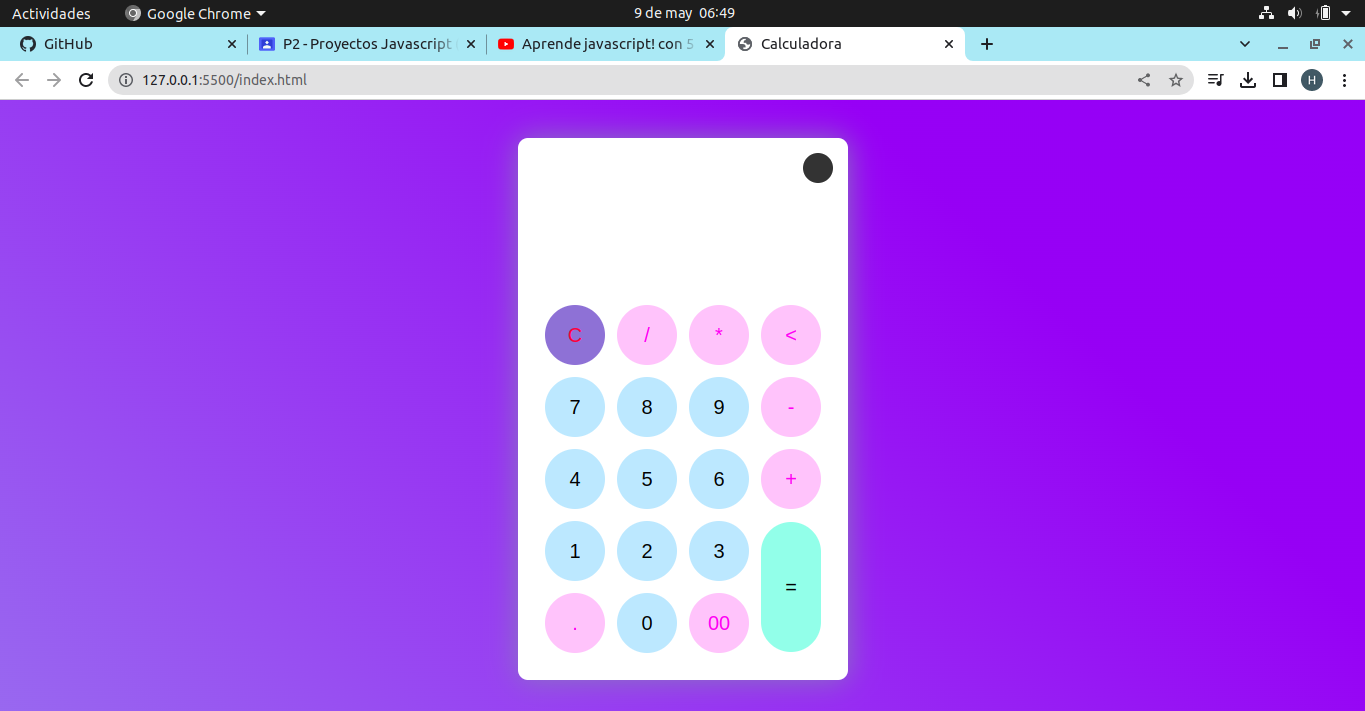 Actividades Google Chrome 9 de may 06:49
GitHub P2 - Proyectos Javascript Aprende javascript! con 5 Calculadora
127.0.0.1:5500/index.html H
C / * <
7 8 9 -
4 5 6 +
1 2 3 =
. 0 00